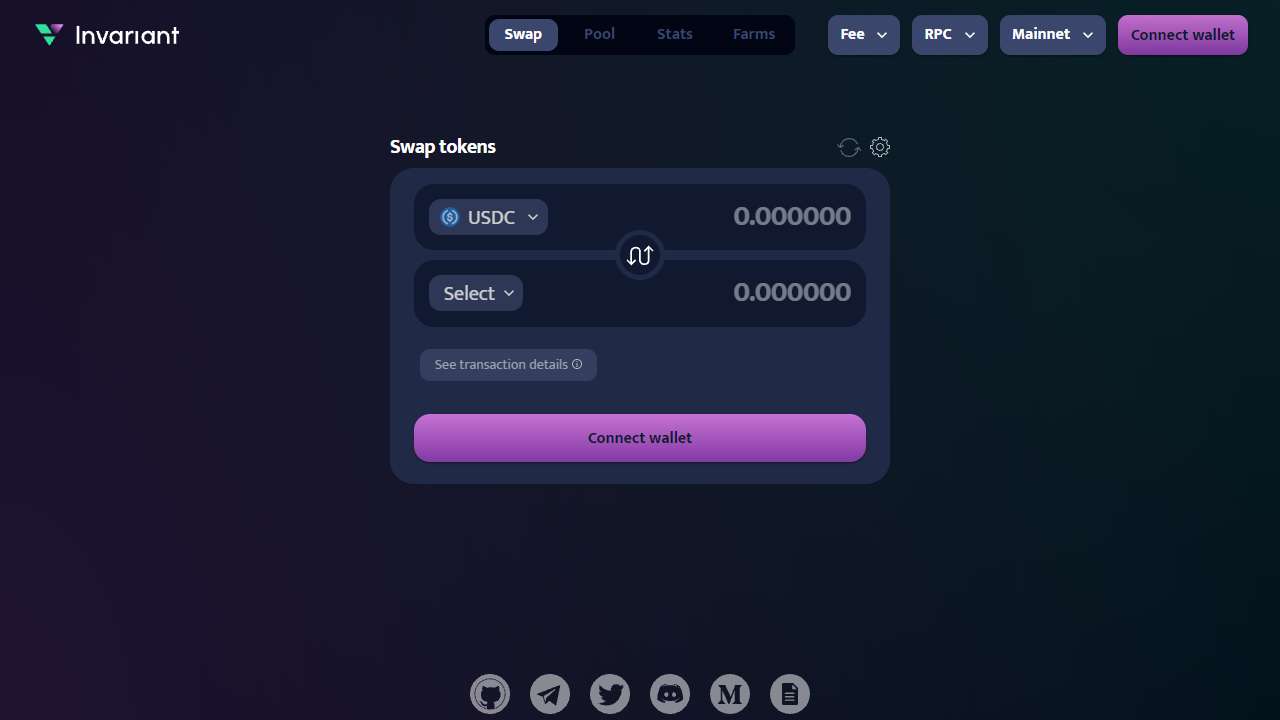 Invariant
Swap
Pool
Stats
Farms
Fee
RPC
Mainnet
Connect wallet
Swap tokens
USDC
0.000000
Select
0.000000
See transaction details
Connect wallet